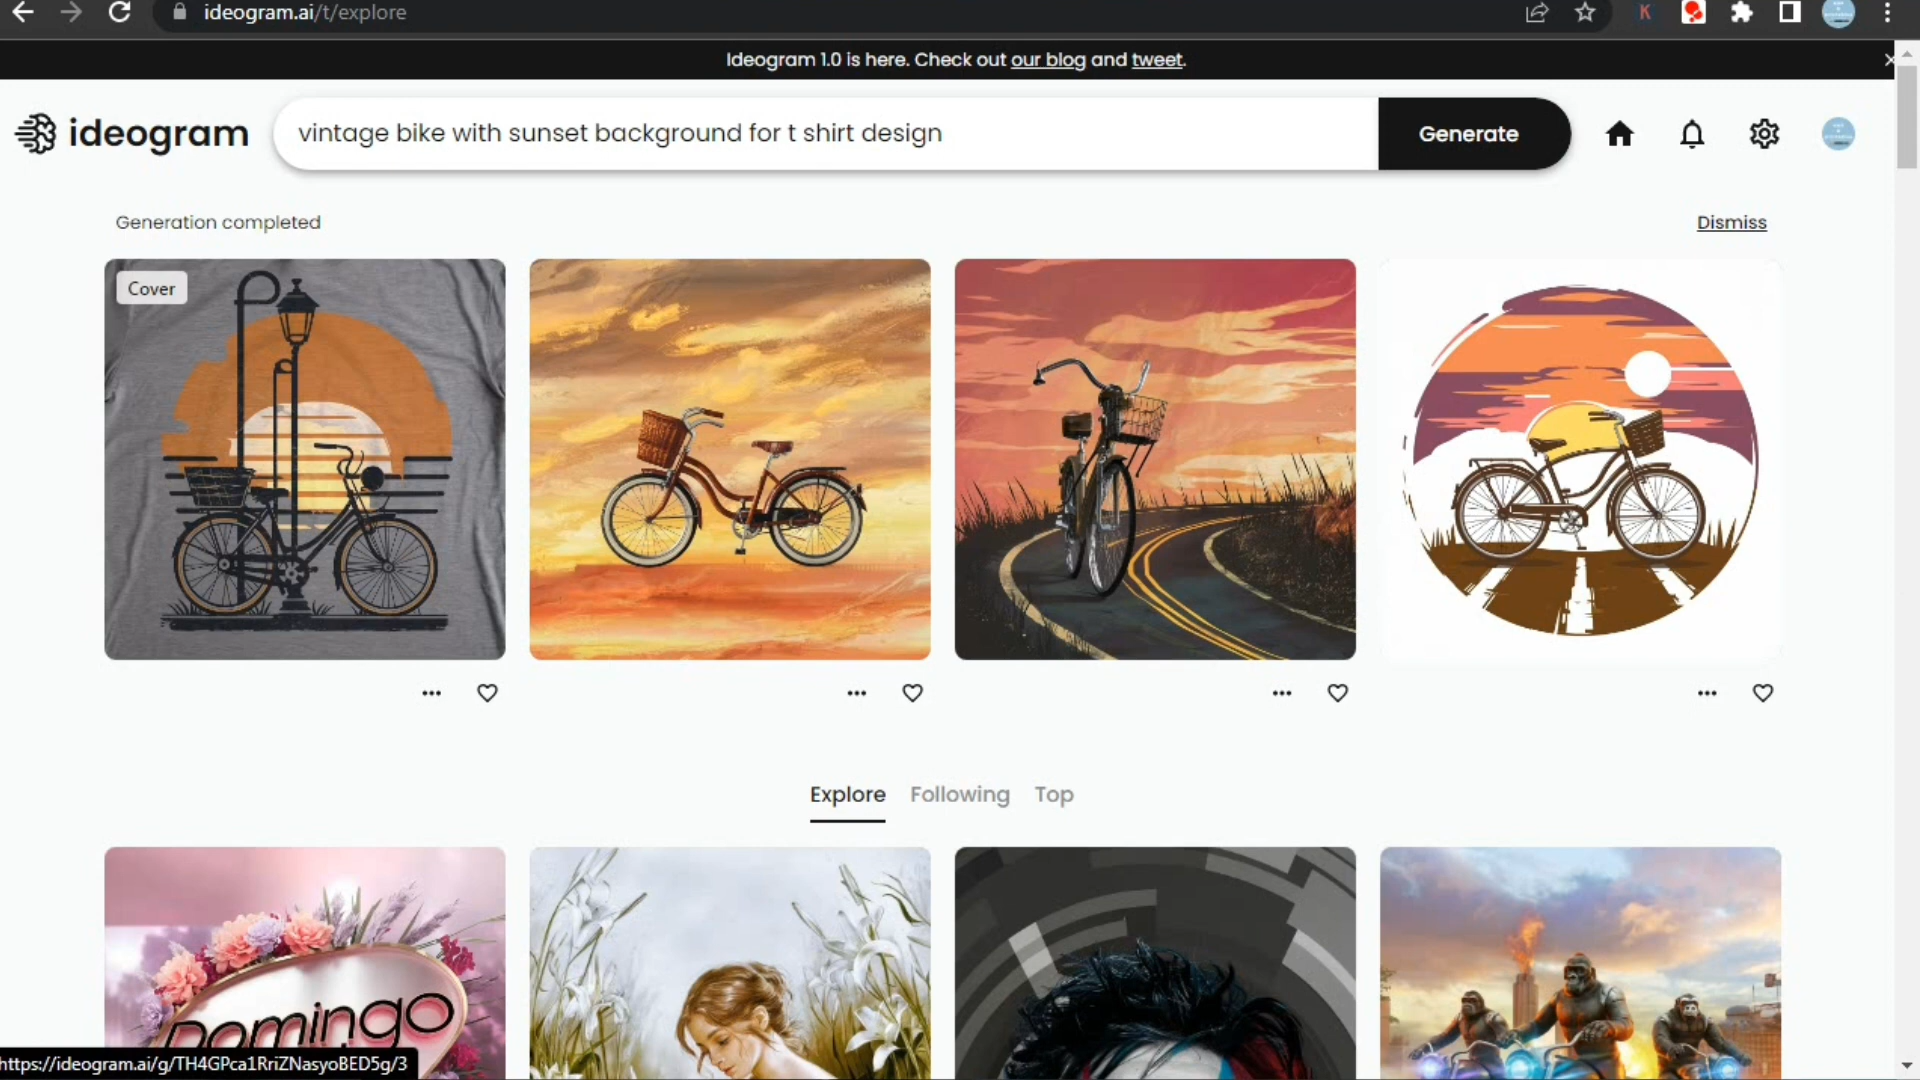 ideogram.ai/t/explore
K
Ideogram 1.0 is here. Check out our blog and tweet.
ideogram
vintage bike with sunset background for t shirt design
Generate
Generation completed
Dismiss
Cover
Explore
Following
Top
Domingo
https://ideogram.ai/g/TH4GPca1RriZNasyoBED5g/3